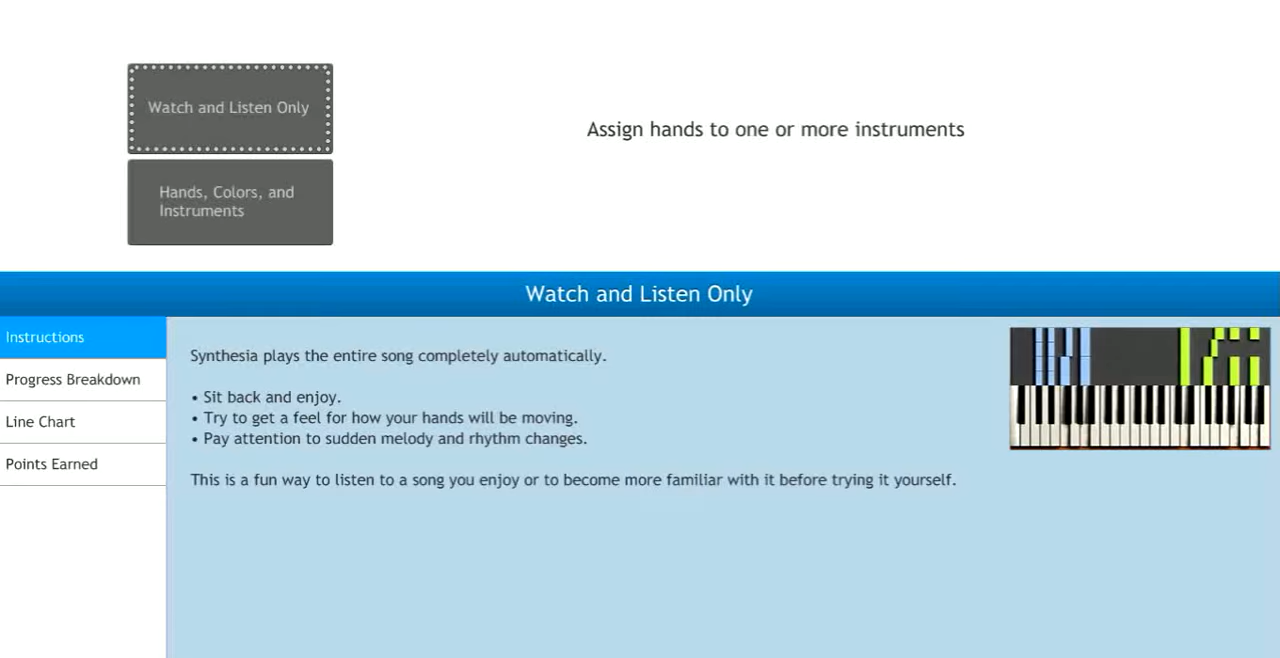 Watch and Listen Only
Assign hands to one or more instruments
Hands, Colors, and
Instruments
Watch and Listen Only
Instructions
Progress Breakdown
Line Chart
Points Earned
Synthesia plays the entire song completely automatically.
• Sit back and enjoy.
• Try to get a feel for how your hands will be moving.
• Pay attention to sudden melody and rhythm changes.
This is a fun way to listen to a song you enjoy or to become more familiar with it before trying it yourself.